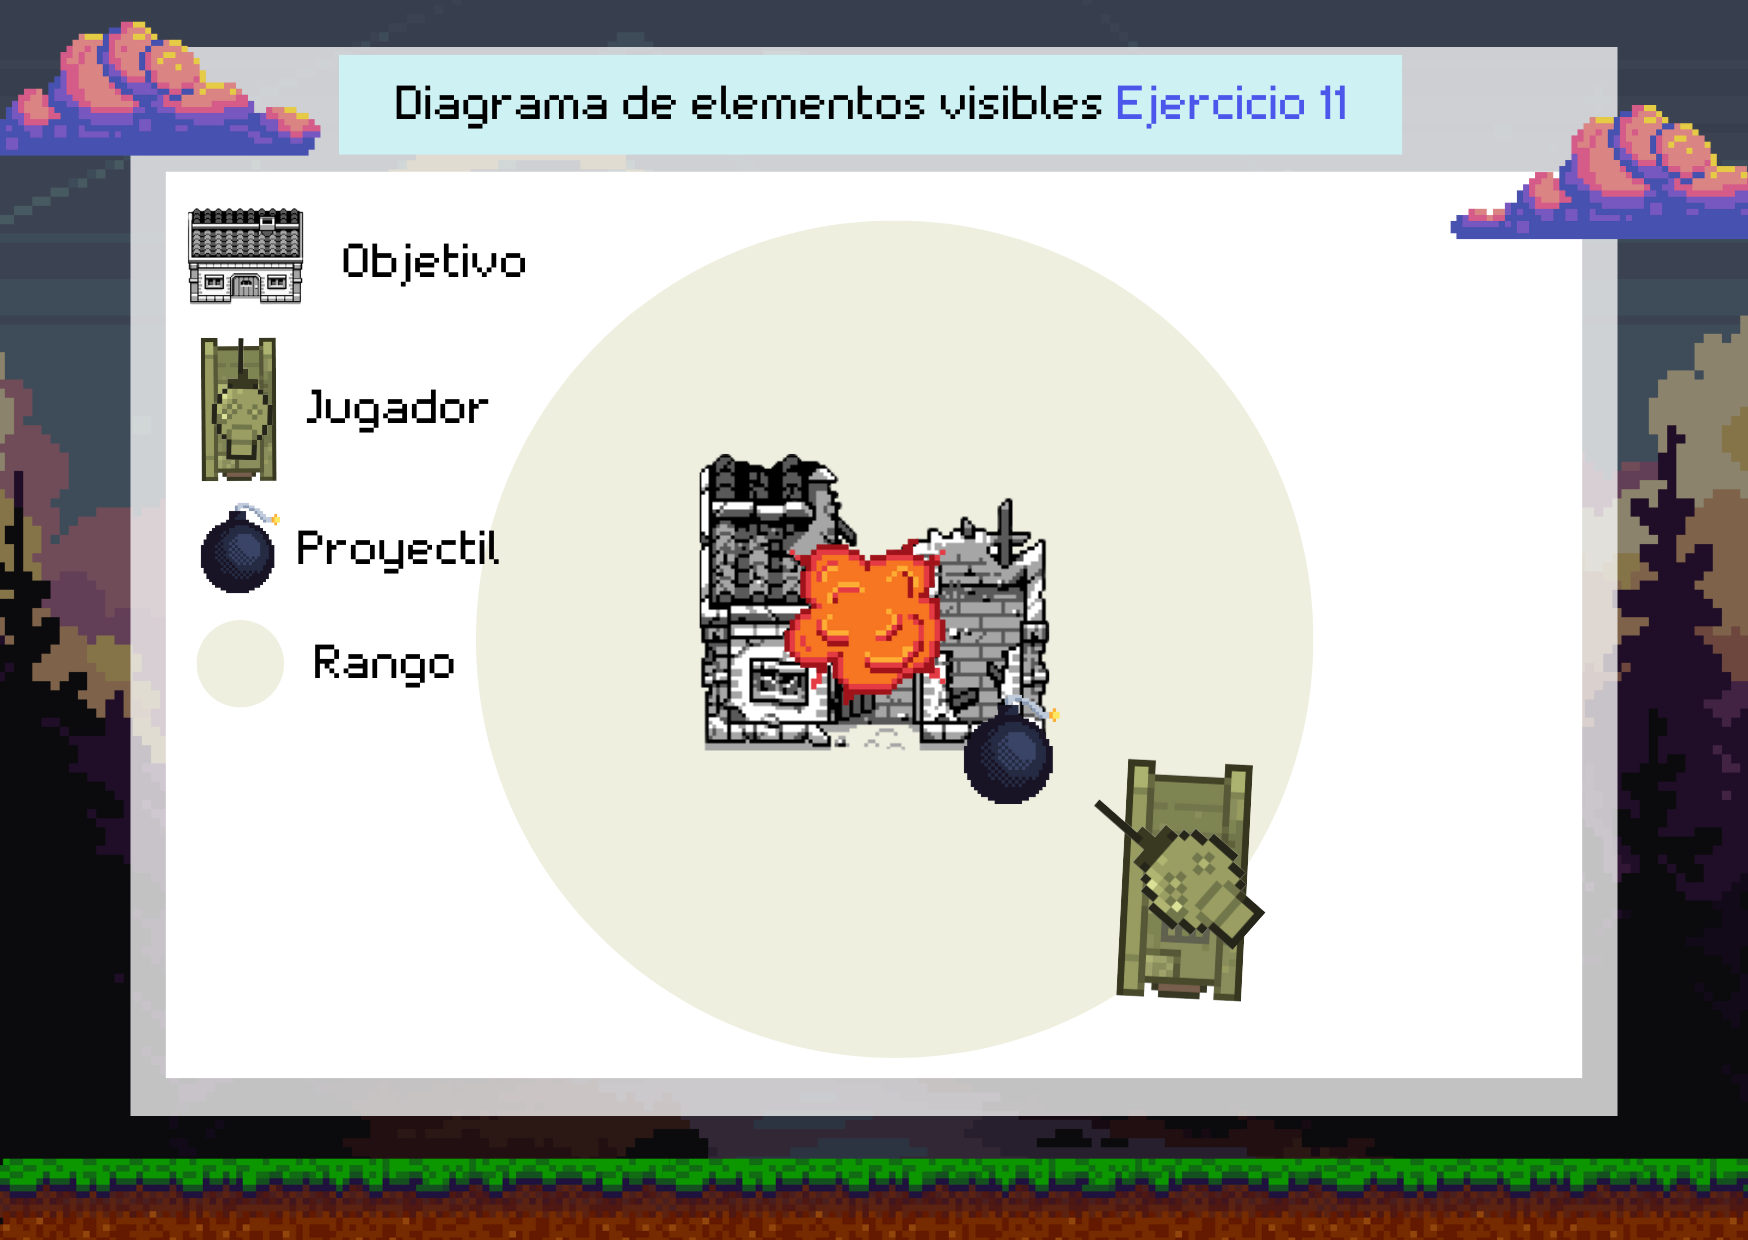 Diagrama de elementos visibles Ejercicio 11
Objetivo
Jugador
Proyectil
Rango